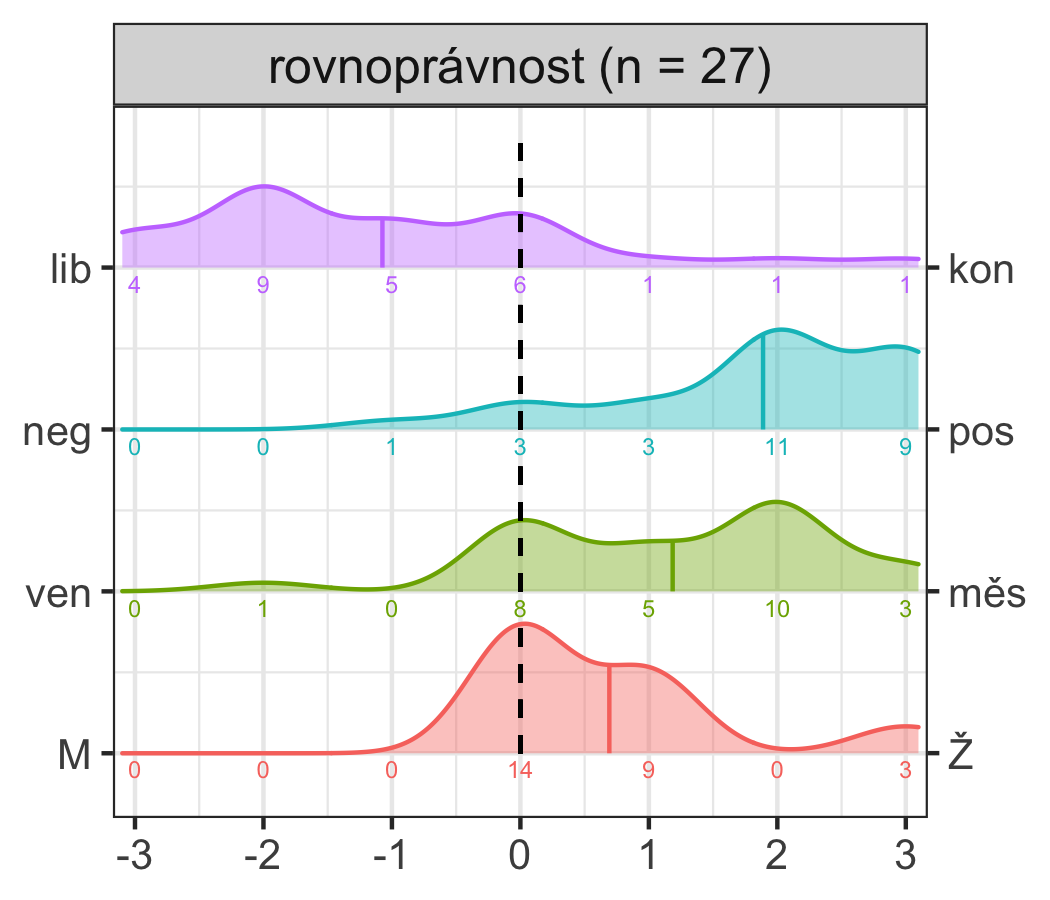 rovnoprávnost (n = 27)
lib kon
4 9 5 6 1 1 1
neg pos
0 0 1 3 3 11 9
ven měs
0 1 0 8 5 10 3
M Ž
0 0 0 14 9 0 3
-3 -2 -1 0 1 2 3